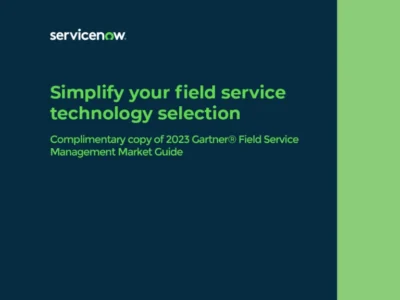 servicenow.
Simplify your field service
technology selection
Complimentary copy of 2023 Gartner® Field Service
Management Market Guide